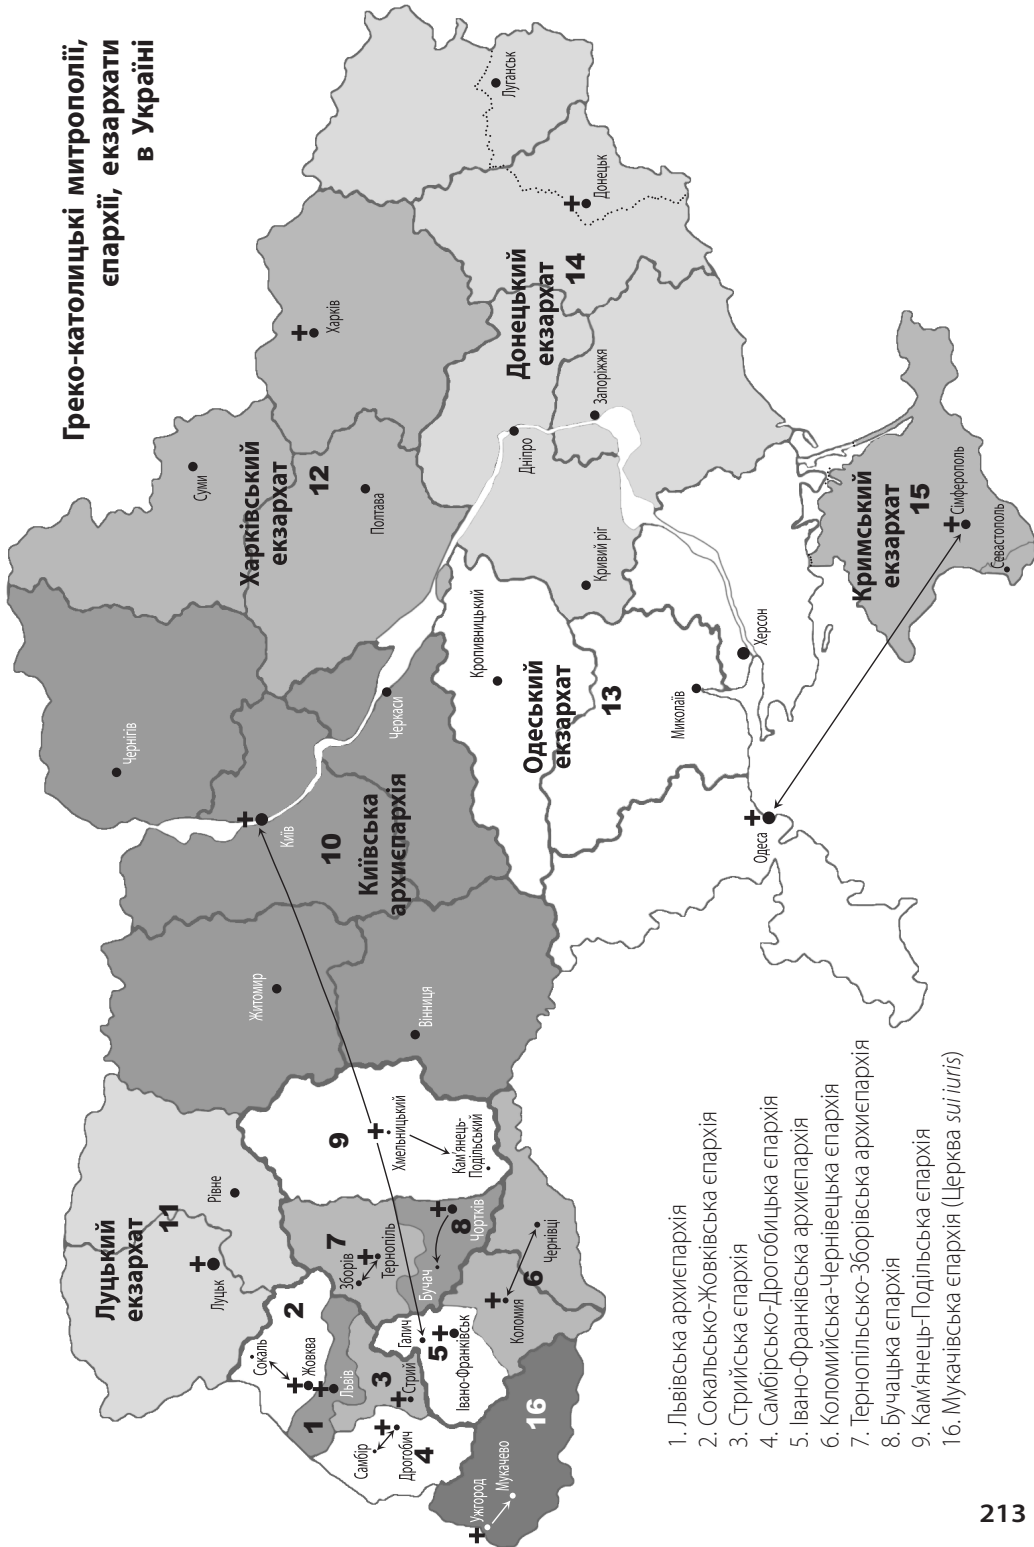 Греко-католицькі митрополії,
єпархії, екзархати
в Україні
Луцький
екзархат
11
Луцьк
Рівне
Сокаль
2
Жовква
1
Львів
3
Стрий
Самбір
Дрогобич
4
Галич
5
Івано-Франківськ
7
Зборів
Тернопіль
8
Бучач
Чортків
6
Коломия
Чернівці
9
Хмельницький
Кам'янець-
Подільський
16
Ужгород
Мукачево
Житомир
Вінниця
Київ
10
Київська
архиєпархія
Чернігів
Черкаси
Харківський
екзархат
12
Суми
Полтава
Харків
Одеський
екзархат
13
Кропивницький
Миколаїв
Херсон
Одеса
Донецький
екзархат
14
Дніпро
Кривий ріг
Запоріжжя
Донецьк
Луганськ
Кримський
екзархат
15
Сімферополь
Севастополь
1. Львівська архиєпархія
2. Сокальсько-Жовківська єпархія
3. Стрийська єпархія
4. Самбірсько-Дрогобицька єпархія
5. Івано-Франківська архиєпархія
6. Коломийська-Чернівецька єпархія
7. Тернопільсько-Зборівська архиєпархія
8. Бучацька єпархія
9. Кам'янець-Подільська єпархія
16. Мукачівська єпархія (Церква sui iuris)
213